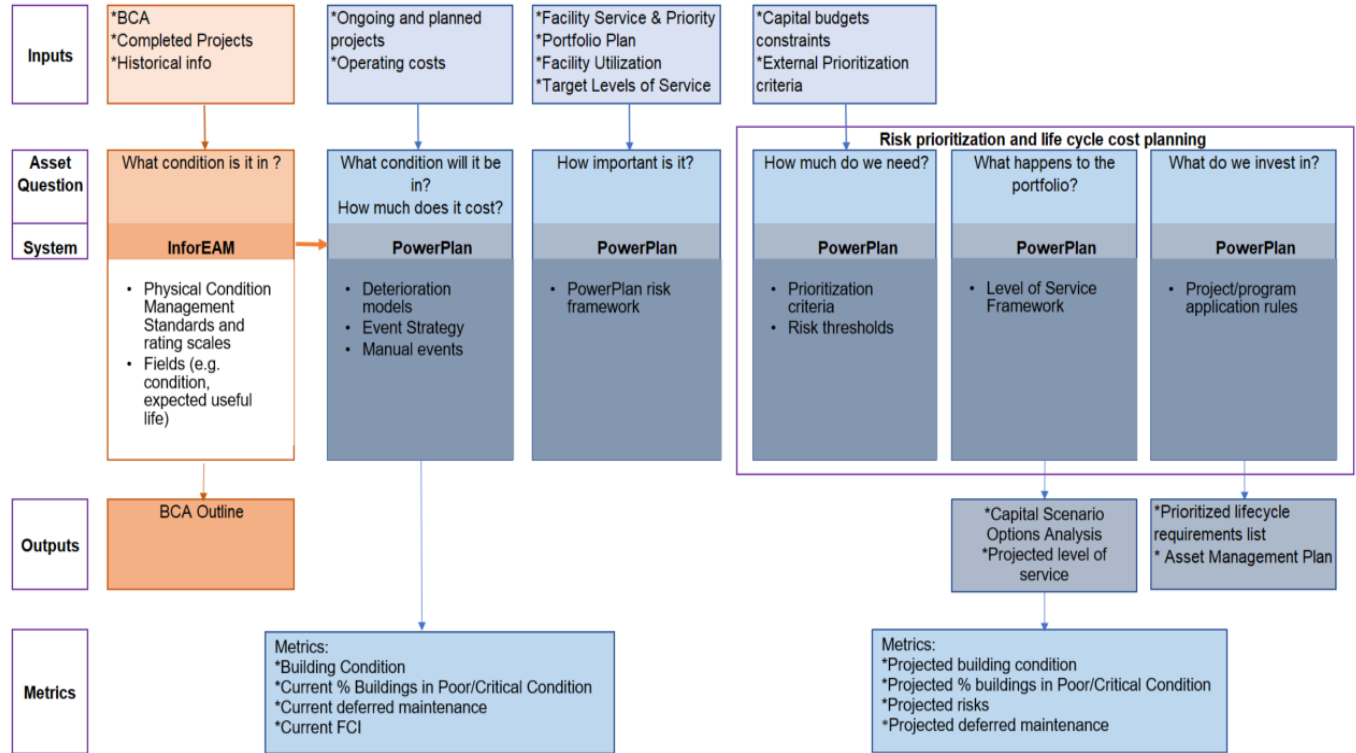 Inputs
*BCA
*Completed Projects
*Historical info
*Ongoing and planned
projects
*Operating costs
*Facility Service & Priority
*Portfolio Plan
*Facility Utilization
*Target Levels of Service
*Capital budgets
constraints
*External Prioritization
criteria
Risk prioritization and life cycle cost planning
Asset
Question
What condition is it in ?
What condition will it be
in?
How much does it cost?
How important is it?
How much do we need?
What happens to the
portfolio?
What do we invest in?
System
InforEAM
PowerPlan
PowerPlan
PowerPlan
PowerPlan
PowerPlan
• Physical Condition
Management
Standards and
rating scales
• Fields (e.g.
condition,
expected useful
life)
• Deterioration
models
• Event Strategy
• Manual events
• PowerPlan risk
framework
• Prioritization
criteria
• Risk thresholds
• Level of Service
Framework
• Project/program
application rules
Outputs
BCA Outline
*Capital Scenario
Options Analysis
*Projected level of
service
*Prioritized lifecycle
requirements list
* Asset Management Plan
Metrics
Metrics:
*Building Condition
*Current % Buildings in Poor/Critical Condition
*Current deferred maintenance
*Current FCI
Metrics:
*Projected building condition
*Projected % buildings in Poor/Critical Condition
*Projected risks
*Projected deferred maintenance